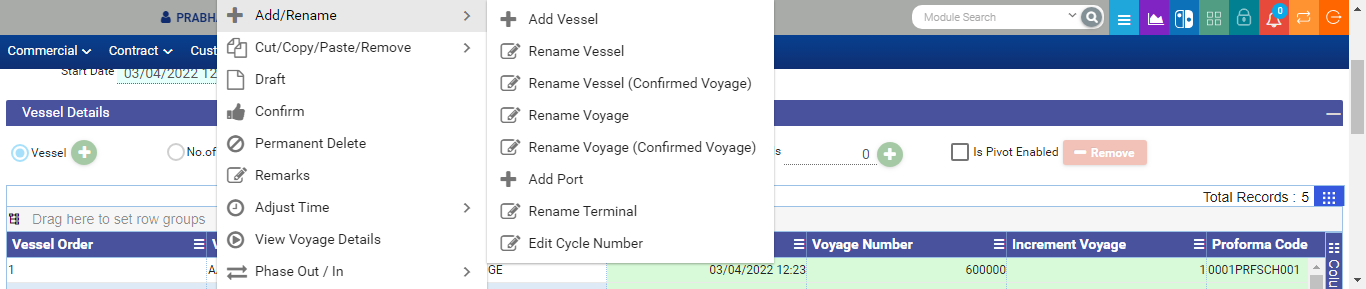 PRABHA
Module Search
0
Commercial Contract Cust
Start Date 03/04/2022 12
Add/Rename
Cut/Copy/Paste/Remove
Draft
Confirm
Permanent Delete
Remarks
Adjust Time
View Voyage Details
Phase Out / In
Add Vessel
Rename Vessel
Rename Vessel (Confirmed Voyage)
Rename Voyage
Rename Voyage (Confirmed Voyage)
Add Port
Rename Terminal
Edit Cycle Number
Vessel Details
Vessel No.of s 0 Is Pivot Enabled Remove
Total Records : 5
Drag here to set row groups
Vessel Order V Voyage Number Increment Voyage Proforma Code
1 A GE 03/04/2022 12:23 600000 1 0001PRFSCH001
Colu